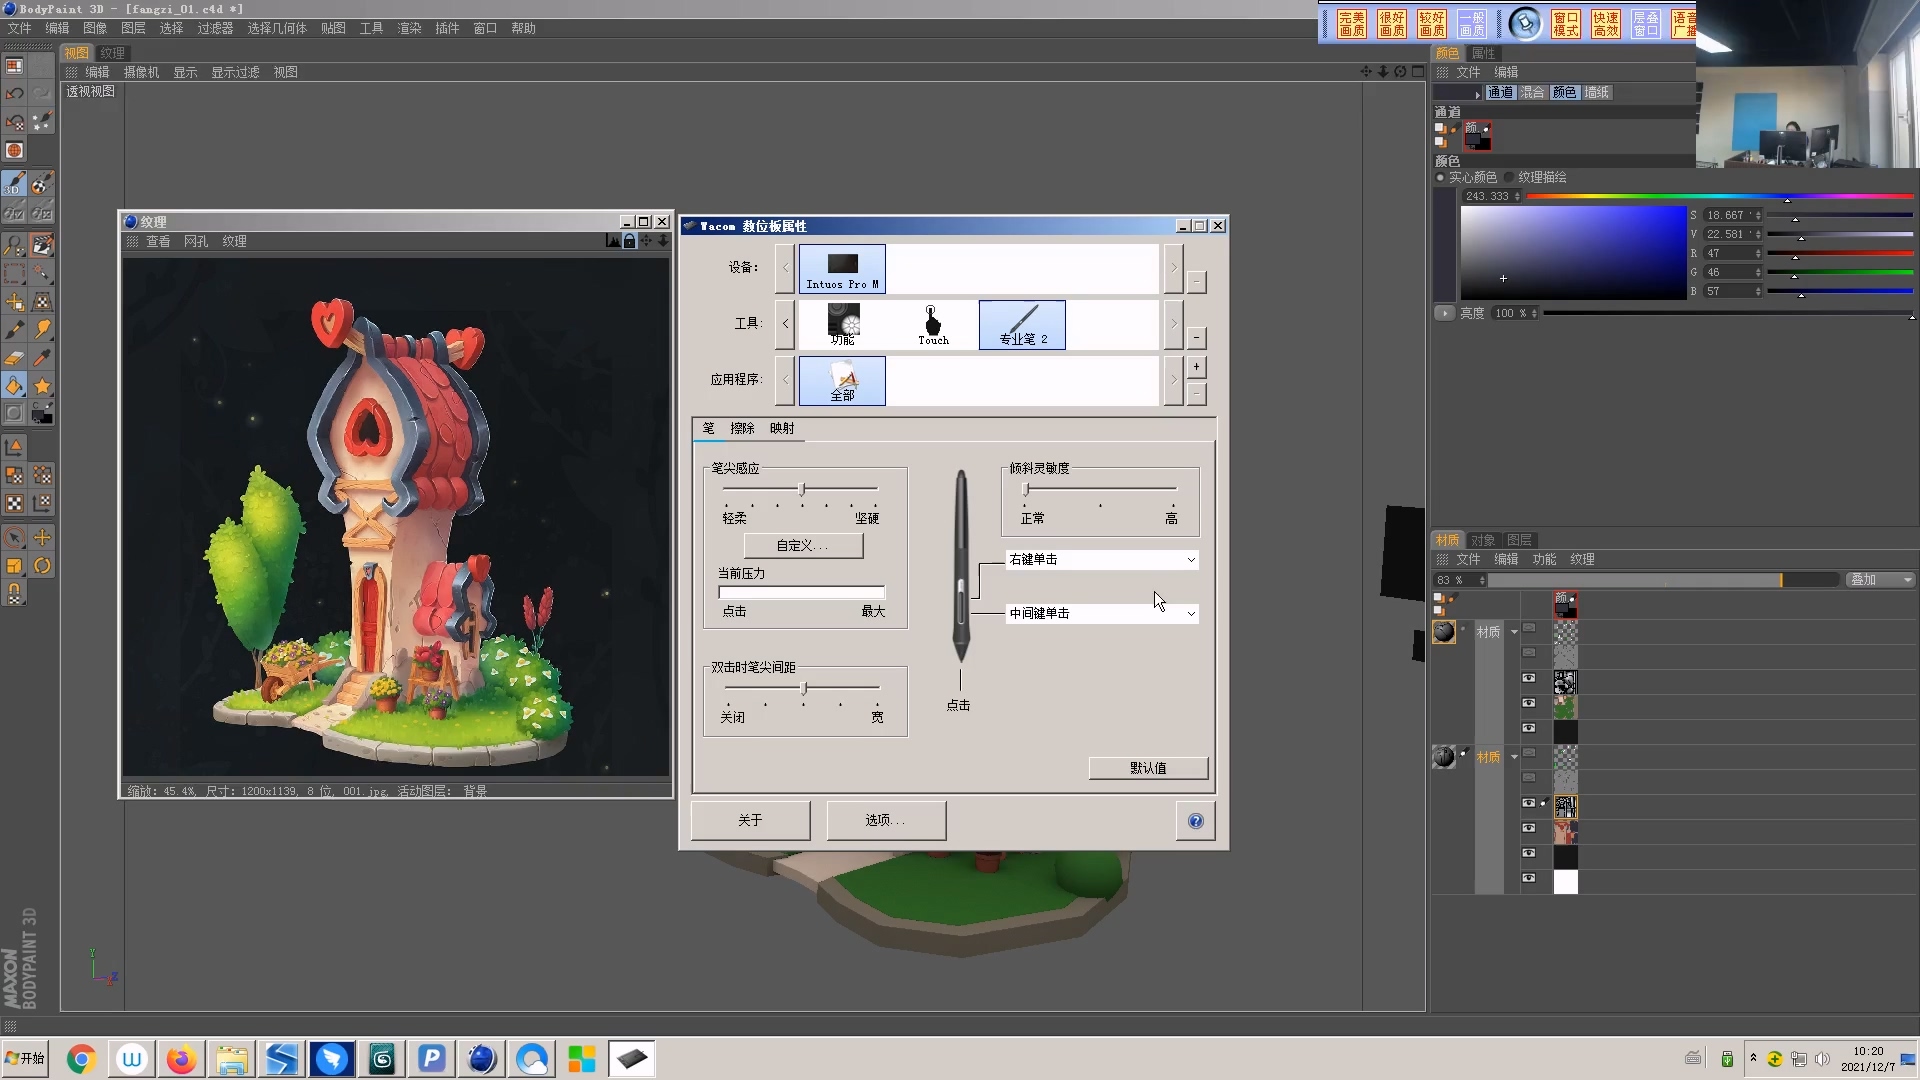 BodyPaint 3D - [fangzi_01.c4d *]
文件 编辑 图像 图层 选择 过滤器 选择几何体 贴图 工具 渲染 插件 窗口 帮助
完美画质 很好画质 较好画质 一般画质 窗口模式 快速高效 层叠窗口 语音广播
视图 纹理
编辑 摄像机 显示 显示过滤 视图
透视视图
颜色 属性
文件 编辑
通道 混合 颜色 墙纸
通道
颜
颜色
实心颜色 纹理描绘
243.333
S 18.667
V 22.581
R 47
G 46
B 57
亮度 100 %
纹理
查看 网孔 纹理
缩放: 45.4%, 尺寸: 1200x1139, 8 位, 001.jpg, 活动图层: 背景
Wacom 数位板属性
设备:
Intuos Pro M
工具:
功能 Touch 专业笔 2
应用程序:
全部
笔 擦除 映射
笔尖感应
轻柔 坚硬
自定义...
当前压力
点击 最大
双击时笔尖间距
关闭 宽
倾斜灵敏度
正常 高
右键单击
中间键单击
点击
默认值
关于 选项...
材质 对象 图层
文件 编辑 功能 纹理
83 % 叠加
颜
材质
材质
3D
MAXON
BODYPAINT 3D
Y
Z
开始
10:20
2021/12/7